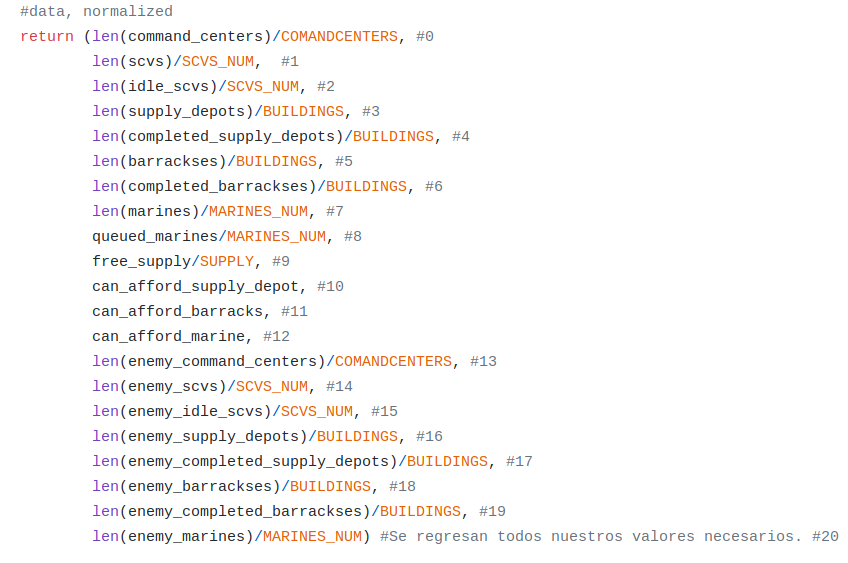 #data, normalized
return (len(command_centers)/COMANDCENTERS, #0
len(scvs)/SCVS_NUM,  #1
len(idle_scvs)/SCVS_NUM, #2
len(supply_depots)/BUILDINGS, #3
len(completed_supply_depots)/BUILDINGS, #4
len(barrackses)/BUILDINGS, #5
len(completed_barrackses)/BUILDINGS, #6
len(marines)/MARINES_NUM, #7
queued_marines/MARINES_NUM, #8
free_supply/SUPPLY, #9
can_afford_supply_depot, #10
can_afford_barracks, #11
can_afford_marine, #12
len(enemy_command_centers)/COMANDCENTERS, #13
len(enemy_scvs)/SCVS_NUM, #14
len(enemy_idle_scvs)/SCVS_NUM, #15
len(enemy_supply_depots)/BUILDINGS, #16
len(enemy_completed_supply_depots)/BUILDINGS, #17
len(enemy_barrackses)/BUILDINGS, #18
len(enemy_completed_barrackses)/BUILDINGS, #19
len(enemy_marines)/MARINES_NUM) #Se regresan todos nuestros valores necesarios. #20